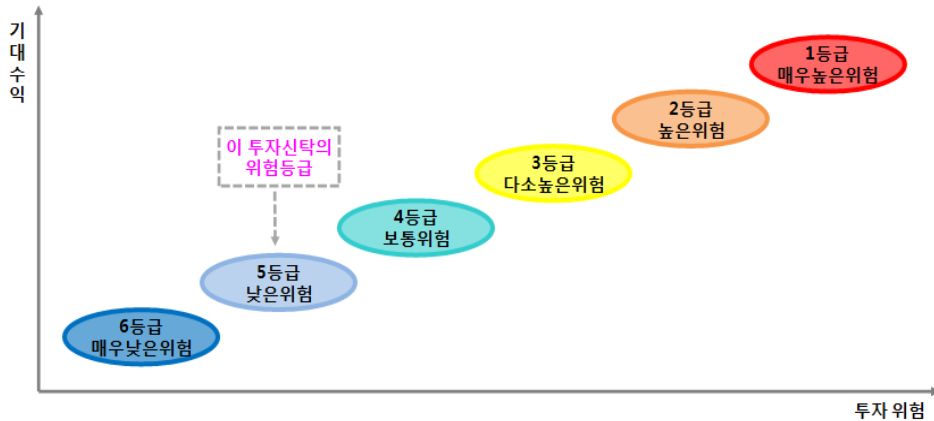 기대수익
1등급
매우높은위험
2등급
높은위험
이 투자신탁의
위험등급
3등급
다소높은위험
4등급
보통위험
5등급
낮은위험
6등급
매우낮은위험
투자 위험